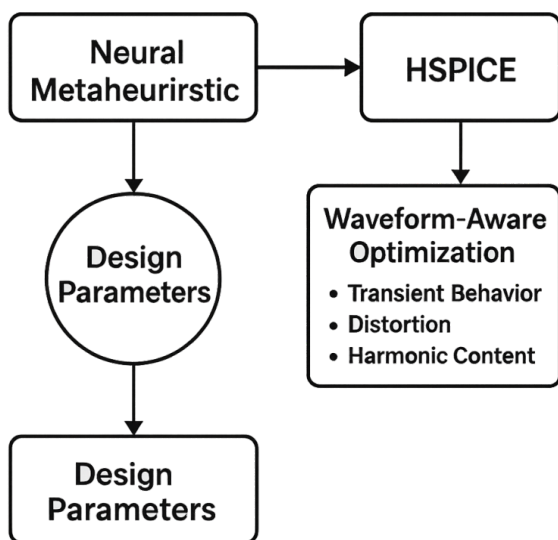 Neural
Metaheurirstic
HSPICE
Design
Parameters
Waveform-Aware
Optimization
• Transient Behavior
• Distortion
• Harmonic Content
Design
Parameters